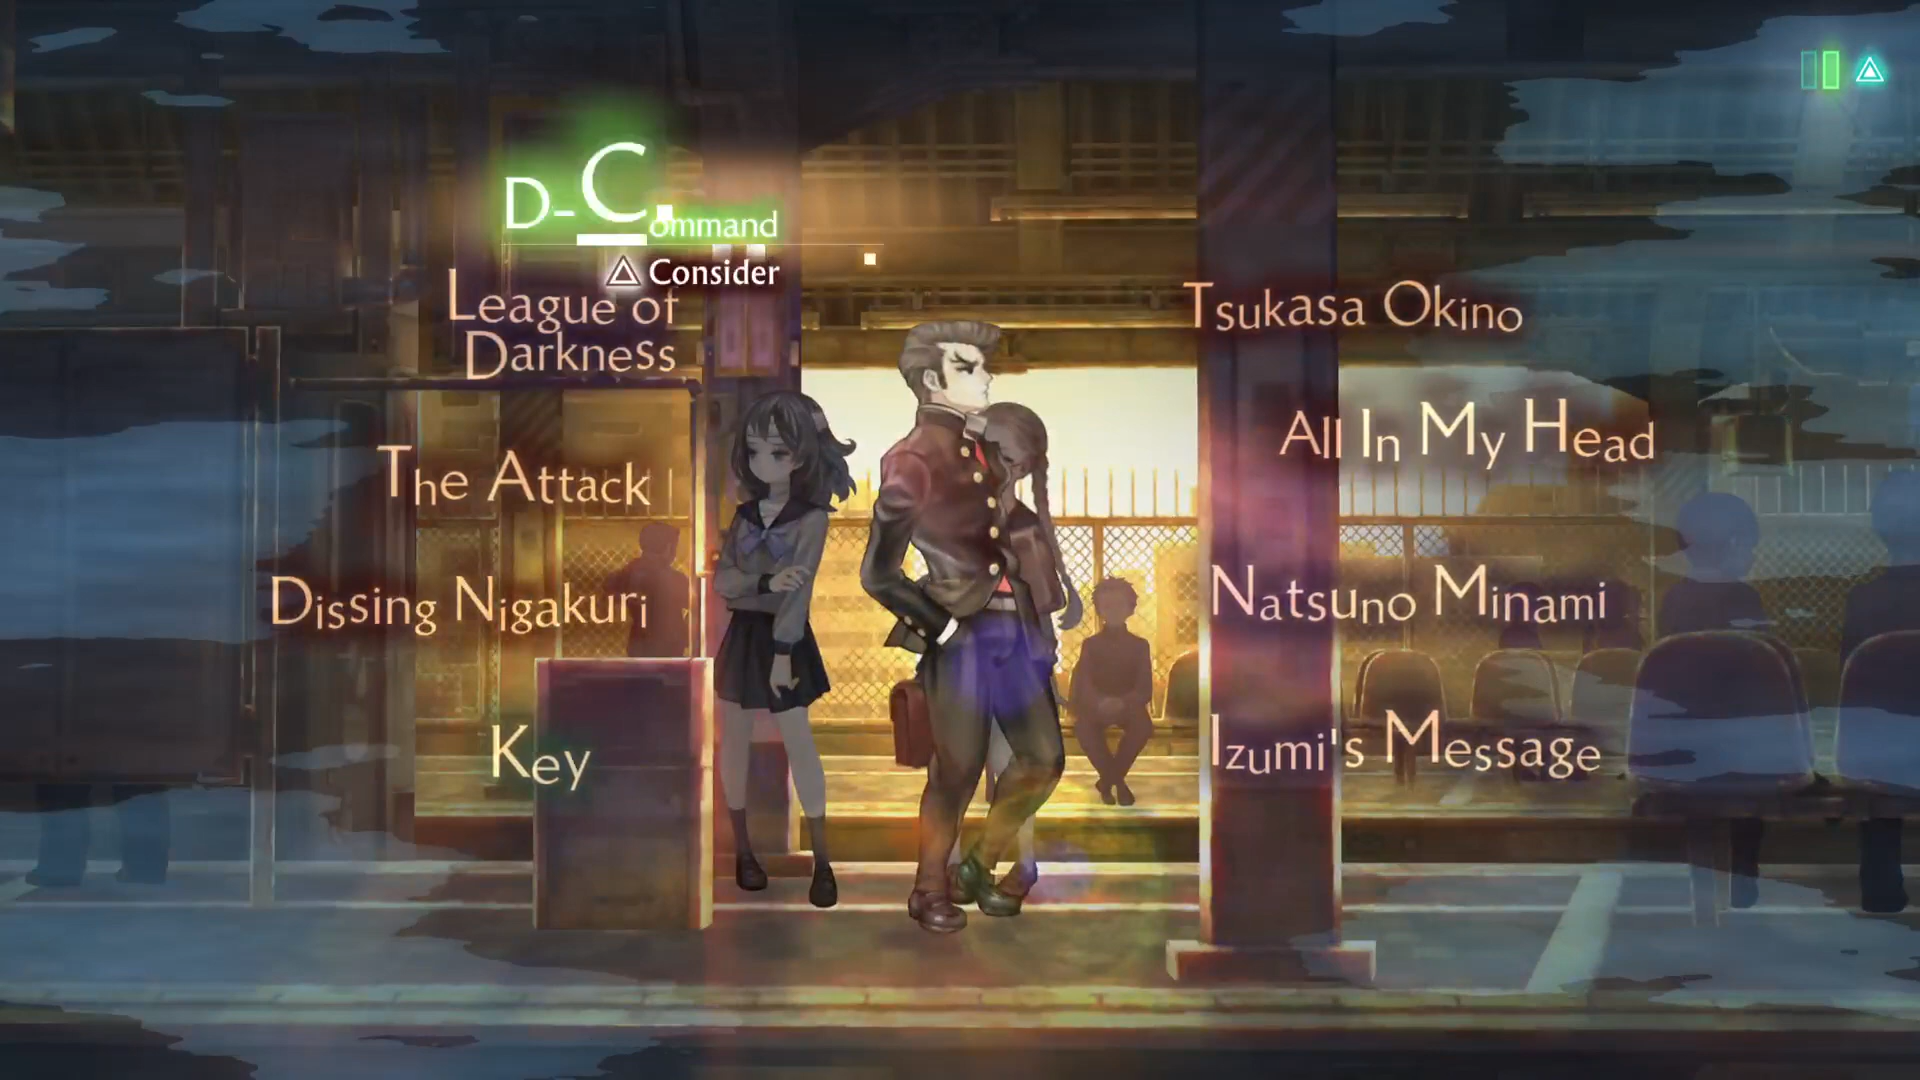 D-Command
△ Consider
League of
Darkness
The Attack
Dissing Nigakuri
Key
Tsukasa Okino
All In My Head
Natsuno Minami
Izumi's Message